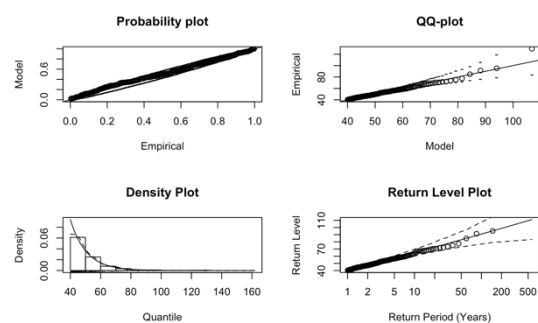 Probability plot
Model
0.0 0.6
0.0 0.2 0.4 0.6 0.8 1.0
Empirical
QQ-plot
Empirical
40 80
40 50 60 70 80 90 100
Model
Density Plot
Density
0.00 0.06
40 60 80 100 120 140 160
Quantile
Return Level Plot
Return Level
40 70 110
1 2 5 10 50 200 500
Return Period (Years)